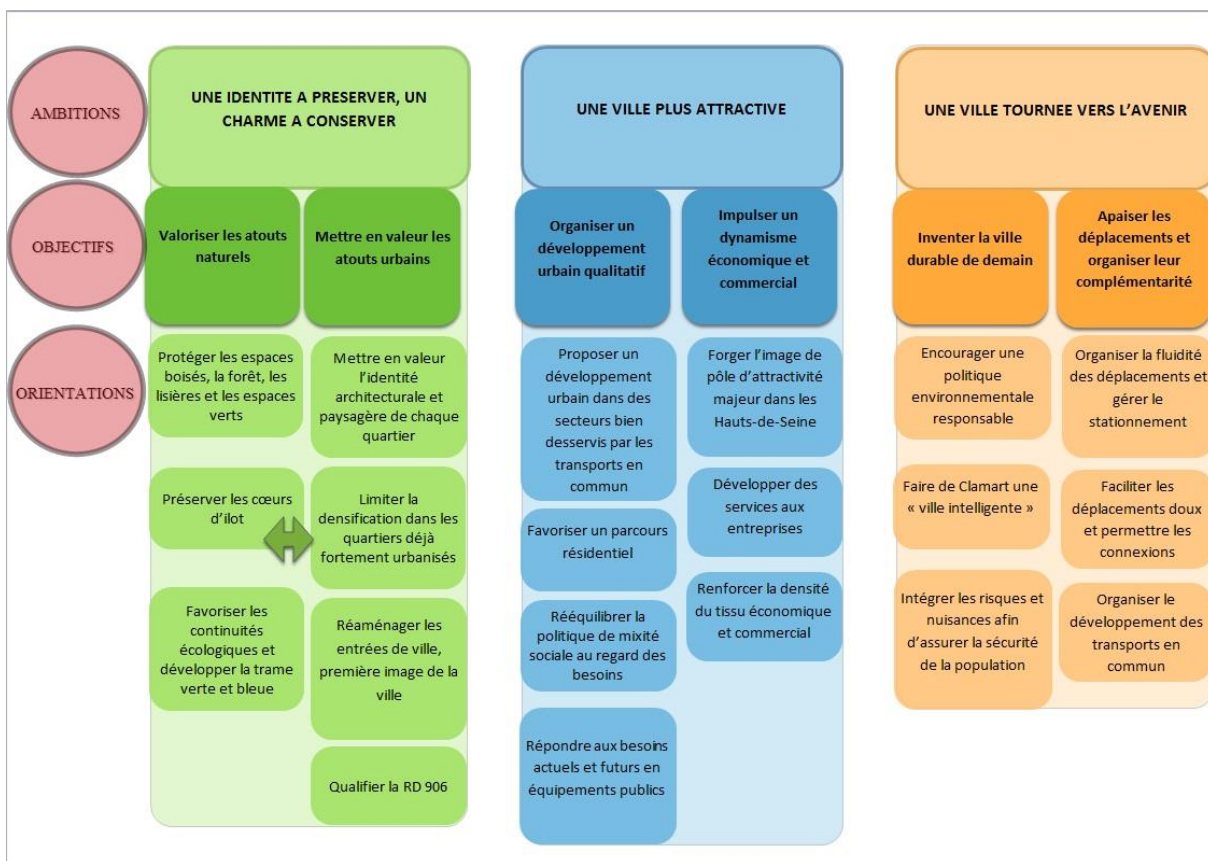 AMBITIONS
UNE IDENTITE A PRESERVER, UN
CHARME A CONSERVER
UNE VILLE PLUS ATTRACTIVE
UNE VILLE TOURNEE VERS L'AVENIR
OBJECTIFS
Valoriser les atouts
naturels
Mettre en valeur les
atouts urbains
Organiser un
développement
urbain qualitatif
Impulser un
dynamisme
économique et
commercial
Inventer la ville
durable de demain
Apaiser les
déplacements et
organiser leur
complémentarité
ORIENTATIONS
Protéger les espaces
boisés, la forêt, les
lisières et les espaces
verts
Préserver les cœurs
d'ilot
Favoriser les
continuités
écologiques et
développer la trame
verte et bleue
Mettre en valeur
l'identité
architecturale et
paysagère de chaque
quartier
Limiter la
densification dans les
quartiers déjà
fortement urbanisés
Réaménager les
entrées de ville,
première image de la
ville
Qualifier la RD 906
Proposer un
développement
urbain dans des
secteurs bien
desservis par les
transports en
commun
Favoriser un parcours
résidentiel
Rééquilibrer la
politique de mixité
sociale au regard des
besoins
Répondre aux besoins
actuels et futurs en
équipements publics
Forger l'image de
pôle d'attractivité
majeur dans les
Hauts-de-Seine
Développer des
services aux
entreprises
Renforcer la densité
du tissu économique
et commercial
Encourager une
politique
environnementale
responsable
Faire de Clamart une
« ville intelligente »
Intégrer les risques et
nuisances afin
d'assurer la sécurité
de la population
Organiser la fluidité
des déplacements et
gérer le
stationnement
Faciliter les
déplacements doux
et permettre les
connexions
Organiser le
développement des
transports en
commun